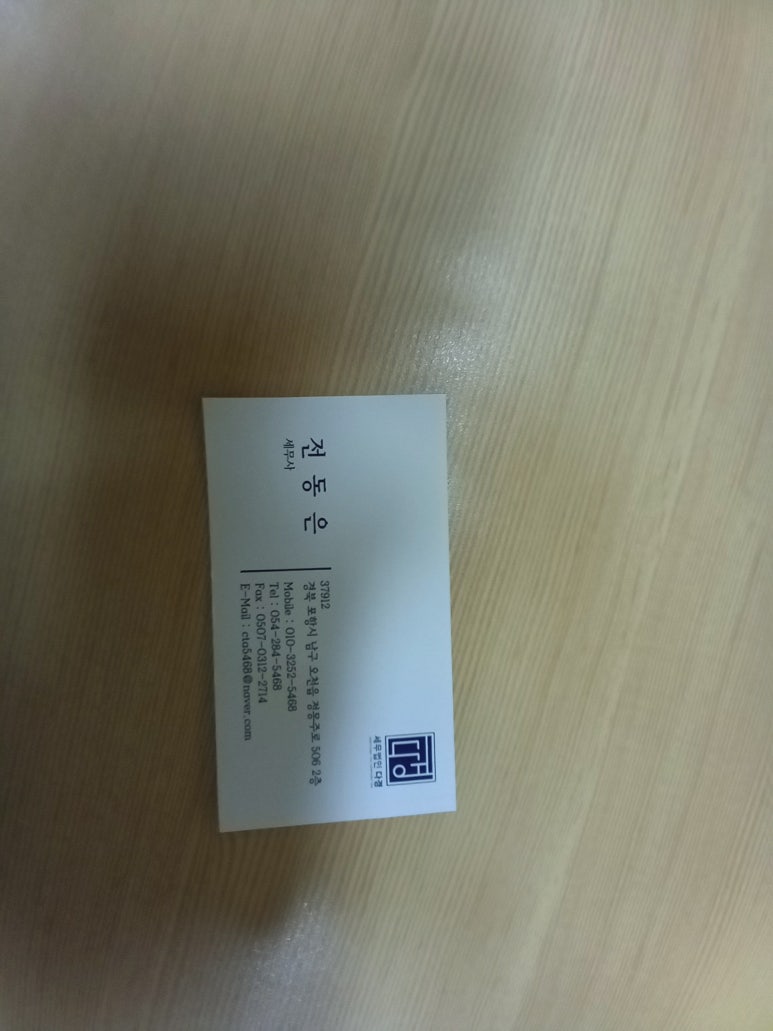 세무법인 다경
전동은
세무사
37912
경북 포항시 남구 오천읍 정몽주로 506 2층
Mobile : 010-3252-5468
Tel : 054-284-5468
Fax : 0507-0312-2714
E-Mail : cta5468@naver.com